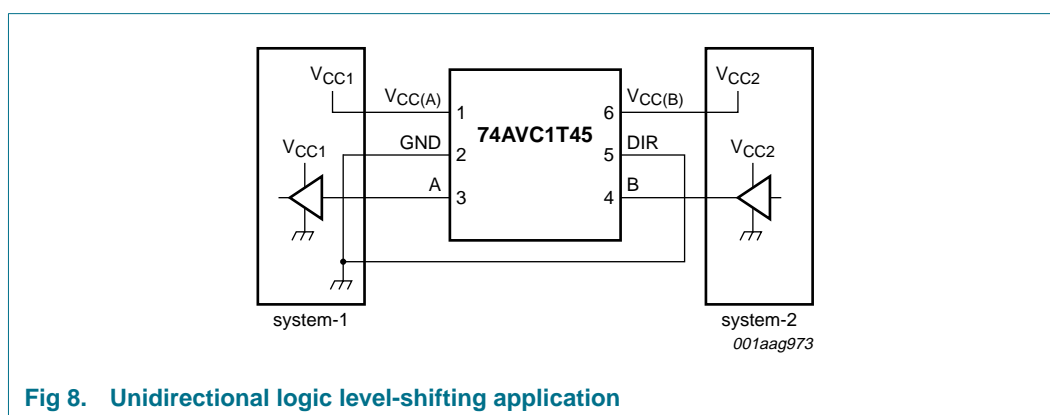 VCC1 VCC(A) VCC(B) VCC2
1 6
74AVC1T45
GND DIR
2 5
VCC1 VCC2
A B
3 4
system-1 system-2
001aag973
Fig 8. Unidirectional logic level-shifting application